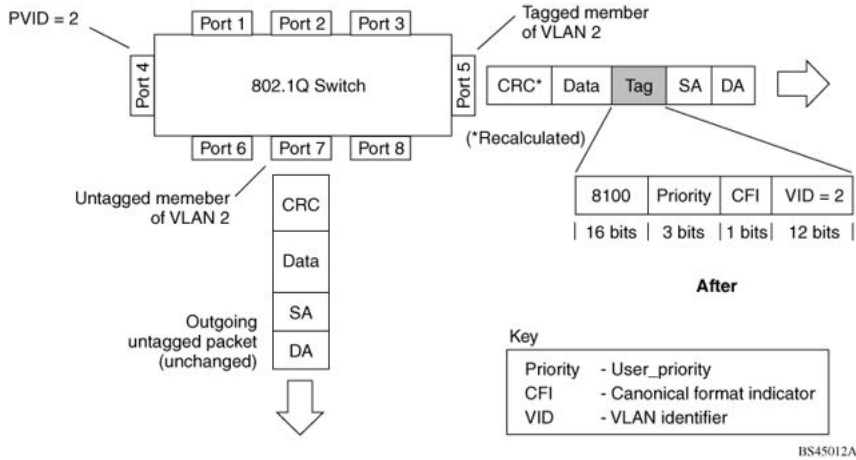 PVID = 2
Port 1
Port 2
Port 3
Tagged member
of VLAN 2
Port 4
802.1Q Switch
Port 5
CRC*
Data
Tag
SA
DA
(*Recalculated)
Port 6
Port 7
Port 8
Untagged memeber
of VLAN 2
CRC
Data
SA
DA
8100
Priority
CFI
VID = 2
16 bits
3 bits
1 bits
12 bits
After
Outgoing
untagged packet
(unchanged)
Key
Priority - User_priority
CFI - Canonical format indicator
VID - VLAN identifier
BS45012A